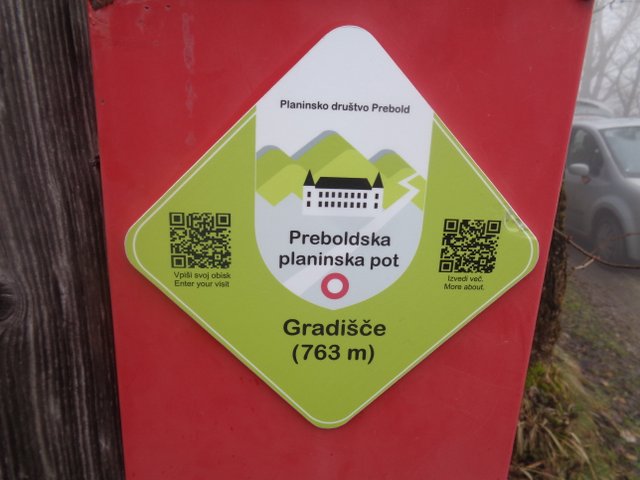 Planinsko društvo Prebold
Preboldska
planinska pot
Vpiši svoj obisk
Enter your visit
Izvedi več.
More about.
Gradišče
(763 m)